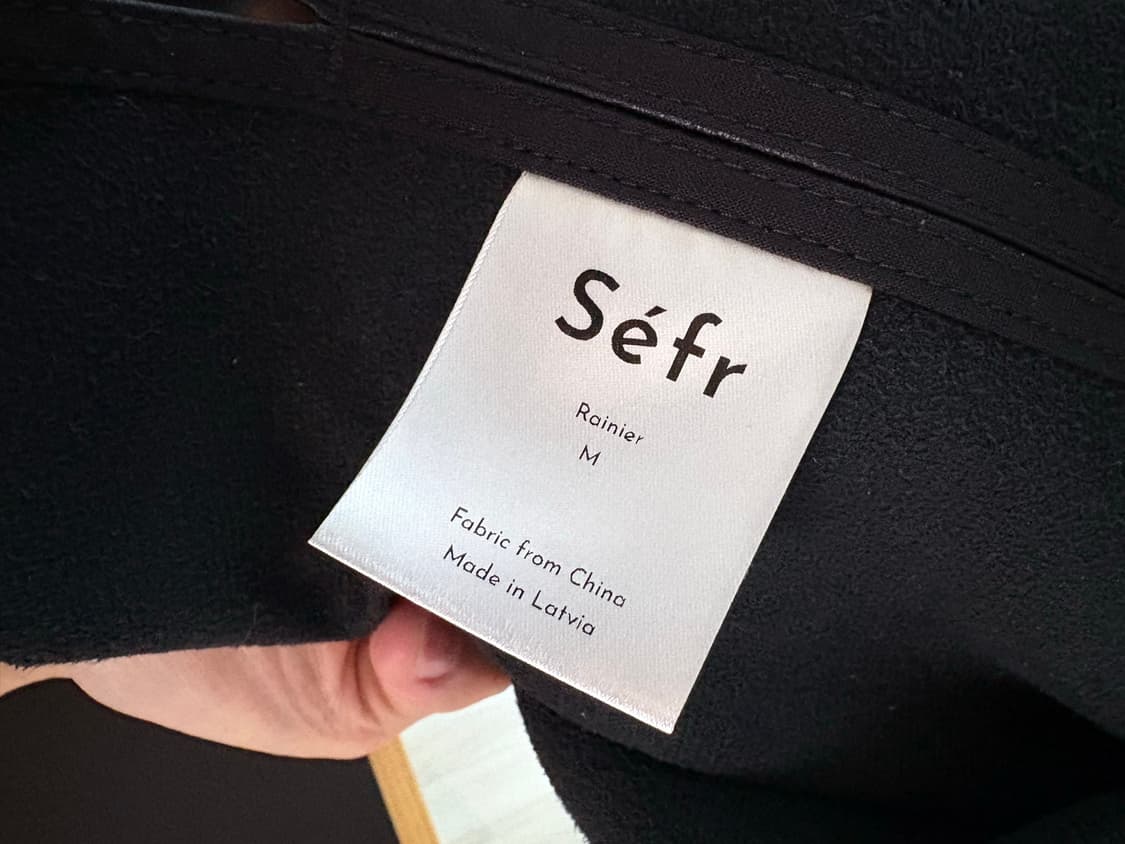 Séfr
Rainier
M
Fabric from China
Made in Latvia